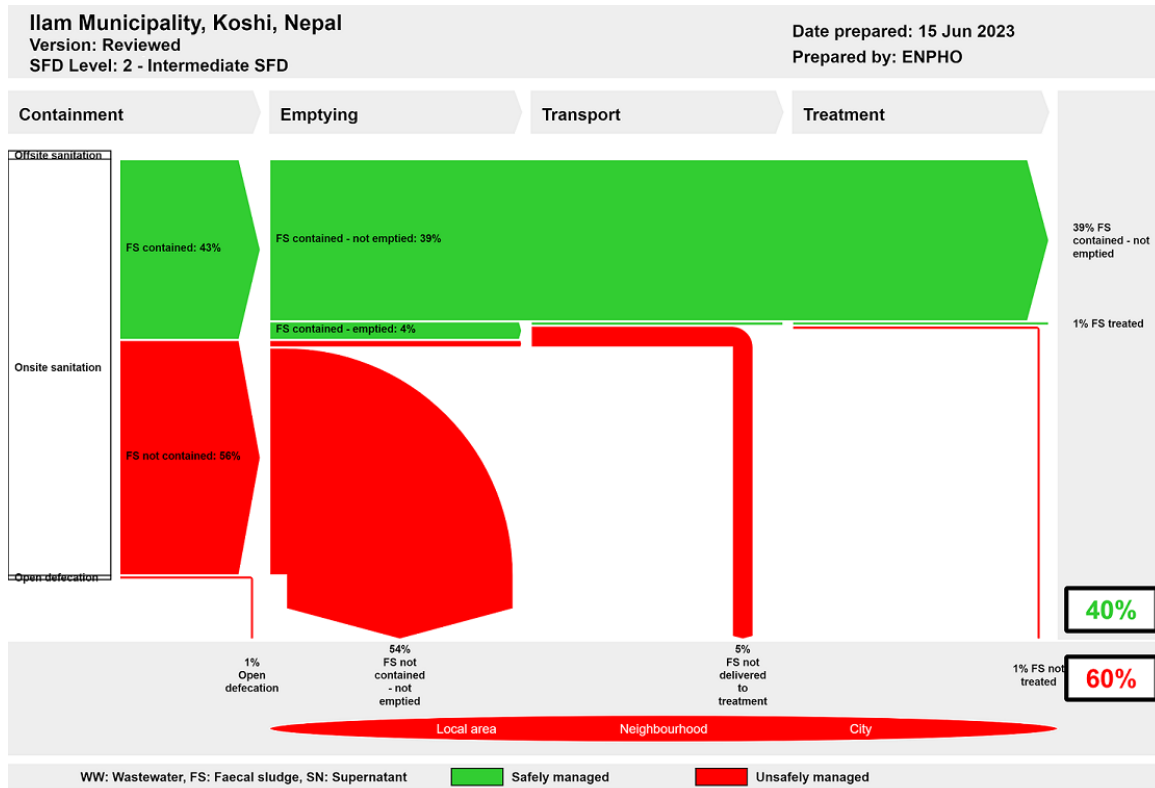 Ilam Municipality, Koshi, Nepal
Version: Reviewed
SFD Level: 2 - Intermediate SFD
Date prepared: 15 Jun 2023
Prepared by: ENPHO
Containment
Emptying
Transport
Treatment
Offsite sanitation
FS contained: 43%
FS contained - not emptied: 39%
39% FS
contained - not
emptied
FS contained - emptied: 4%
1% FS treated
Onsite sanitation
FS not contained: 56%
Open defecation
40%
1%
Open
defecation
54%
FS not
contained
- not
emptied
5%
FS not
delivered
to
treatment
1% FS not
treated
60%
Local area
Neighbourhood
City
WW: Wastewater, FS: Faecal sludge, SN: Supernatant
Safely managed
Unsafely managed